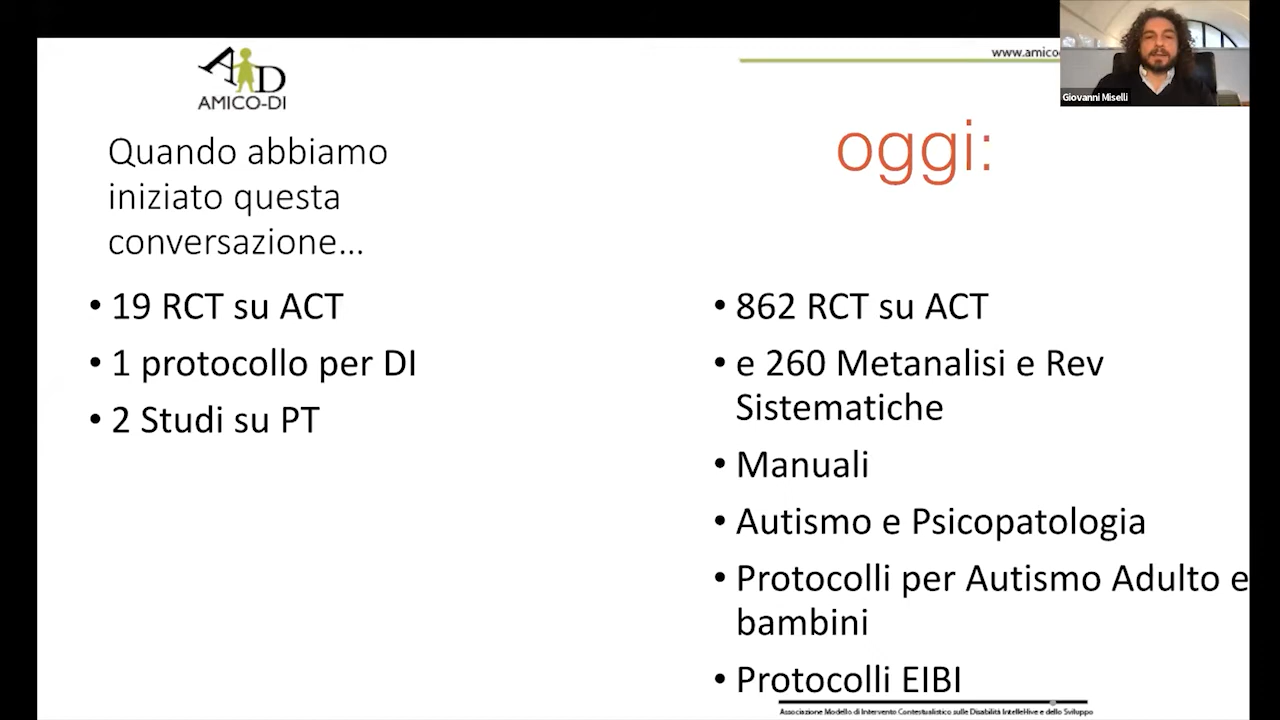 AID
AMICO-DI
www.amico
Giovanni Miselli
Quando abbiamo
iniziato questa
conversazione...
• 19 RCT su ACT
• 1 protocollo per DI
• 2 Studi su PT
oggi:
• 862 RCT su ACT
• e 260 Metanalisi e Rev
Sistematiche
• Manuali
• Autismo e Psicopatologia
• Protocolli per Autismo Adulto e
bambini
• Protocolli EIBI
Associazione Modello di Intervento Contestualistico sulle Disabilità Intellettive e dello Sviluppo